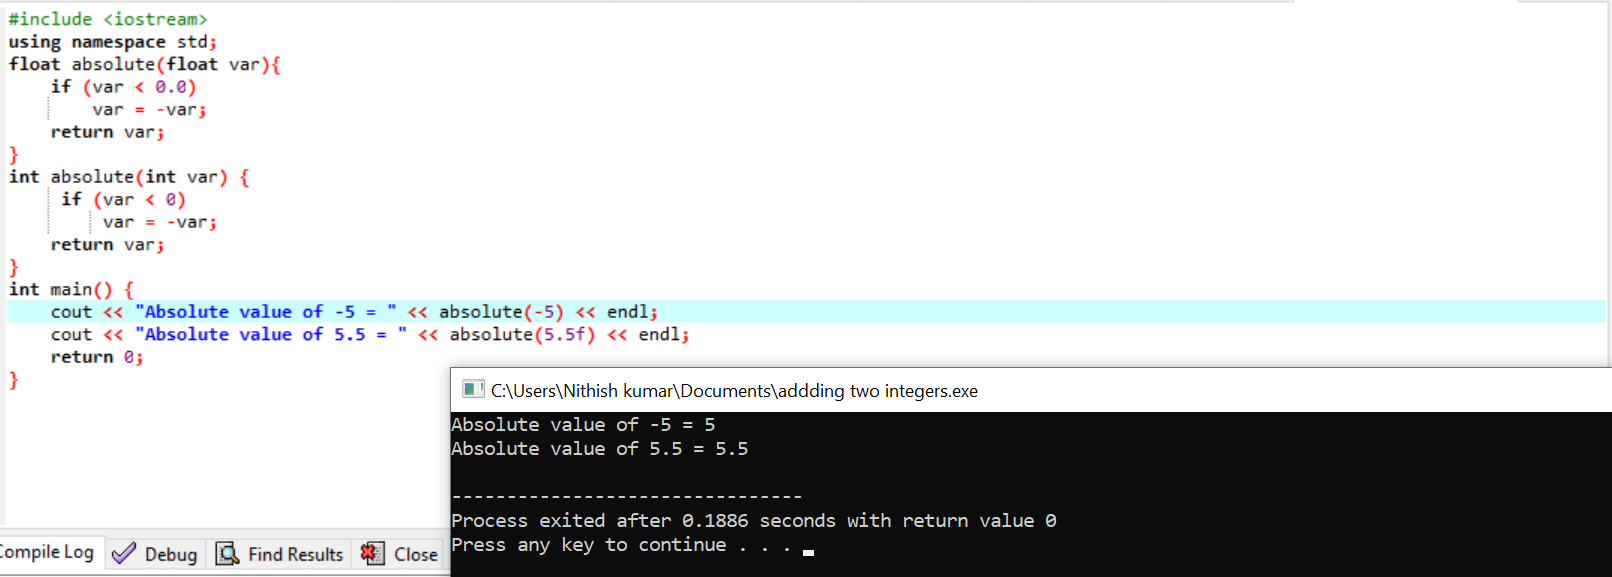 #include <iostream>
using namespace std;
float absolute(float var){
    if (var < 0.0)
        var = -var;
    return var;
}
int absolute(int var) {
     if (var < 0)
         var = -var;
    return var;
}
int main() {
    cout << "Absolute value of -5 = " << absolute(-5) << endl;
    cout << "Absolute value of 5.5 = " << absolute(5.5f) << endl;
    return 0;
}
C:\Users\Nithish kumar\Documents\addding two integers.exe
Absolute value of -5 = 5
Absolute value of 5.5 = 5.5
--------------------------------
Process exited after 0.1886 seconds with return value 0
Press any key to continue . . .
Compile Log Debug Find Results Close